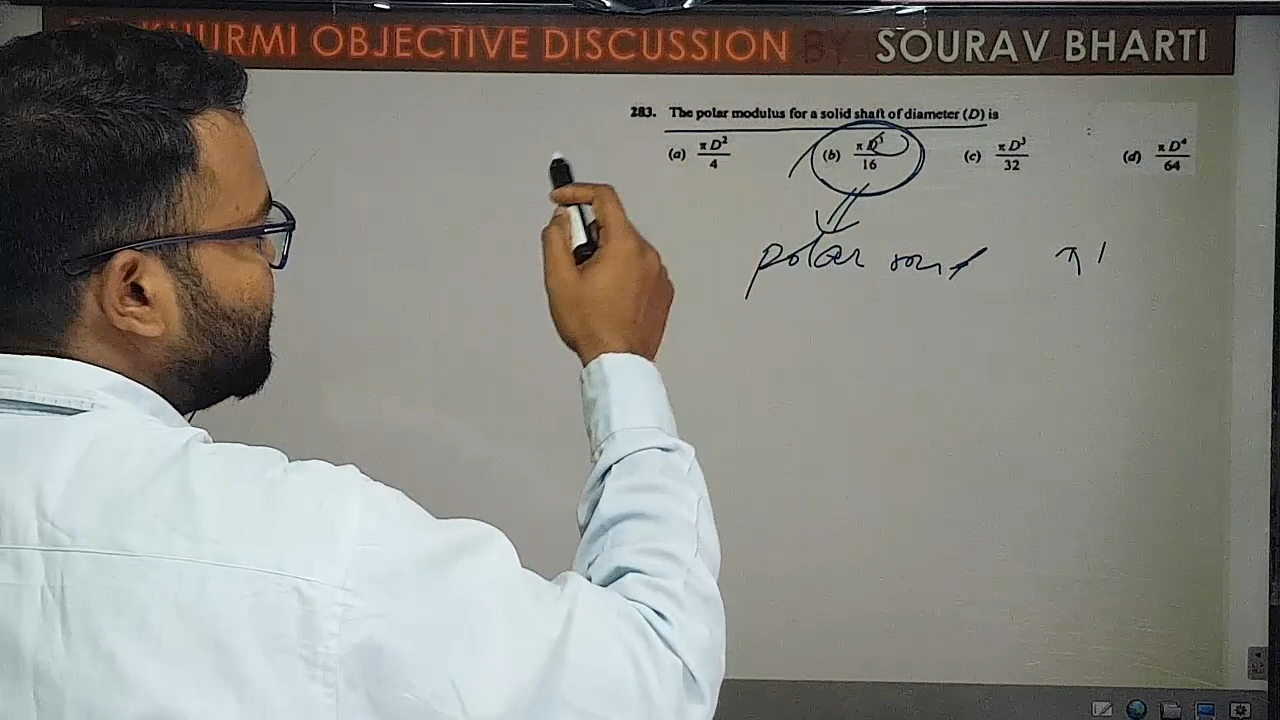 KHURMI OBJECTIVE DISCUSSION BY SOURAV BHARTI
283. The polar modulus for a solid shaft of diameter (D) is
(a) πD²/4 (b) πD³/16 (c) πD³/32 (d) πD⁴/64
polar